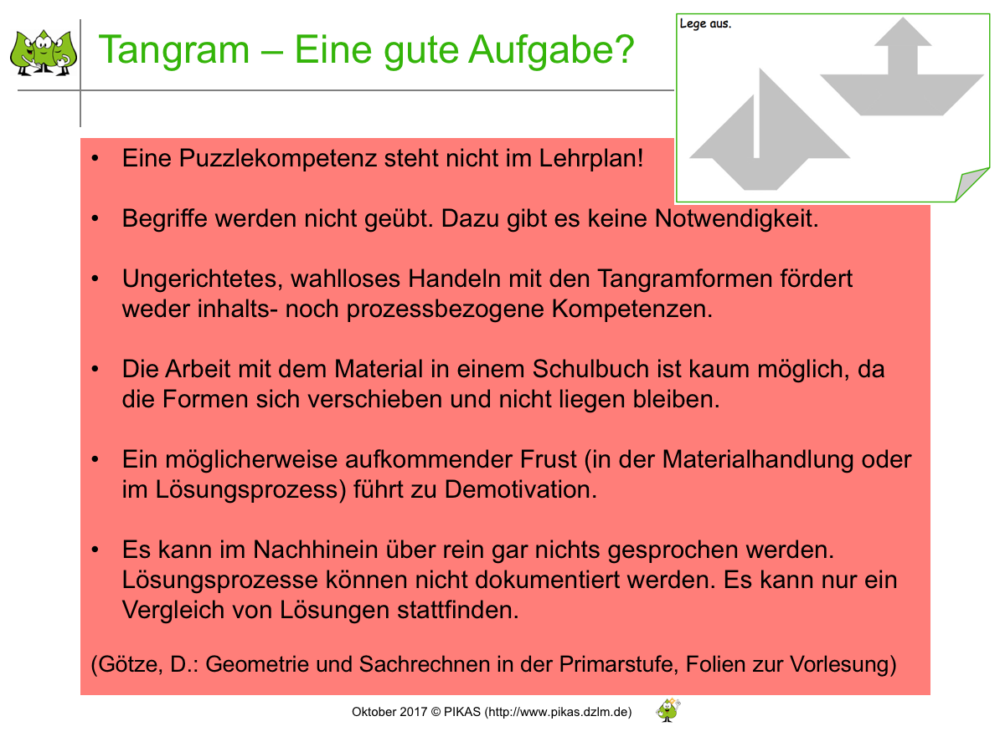 Tangram – Eine gute Aufgabe?
Lege aus.
• Eine Puzzlekompetenz steht nicht im Lehrplan!
• Begriffe werden nicht geübt. Dazu gibt es keine Notwendigkeit.
• Ungerichtetes, wahlloses Handeln mit den Tangramformen fördert
weder inhalts- noch prozessbezogene Kompetenzen.
• Die Arbeit mit dem Material in einem Schulbuch ist kaum möglich, da
die Formen sich verschieben und nicht liegen bleiben.
• Ein möglicherweise aufkommender Frust (in der Materialhandlung oder
im Lösungsprozess) führt zu Demotivation.
• Es kann im Nachhinein über rein gar nichts gesprochen werden.
Lösungsprozesse können nicht dokumentiert werden. Es kann nur ein
Vergleich von Lösungen stattfinden.
(Götze, D.: Geometrie und Sachrechnen in der Primarstufe, Folien zur Vorlesung)
Oktober 2017 © PIKAS (http://www.pikas.dzlm.de)